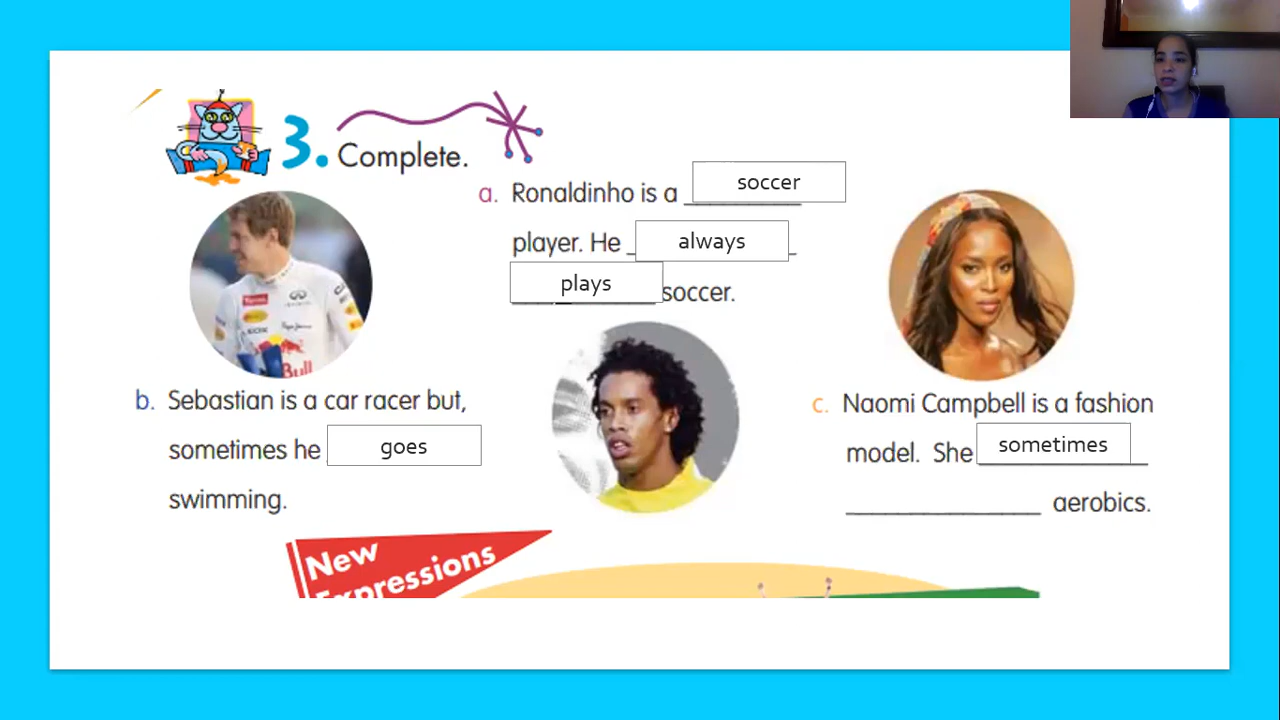 3. Complete.
a. Ronaldinho is a soccer
player. He always
plays soccer.
b. Sebastian is a car racer but,
sometimes he goes
swimming.
c. Naomi Campbell is a fashion
model. She sometimes
aerobics.
New
Expressions